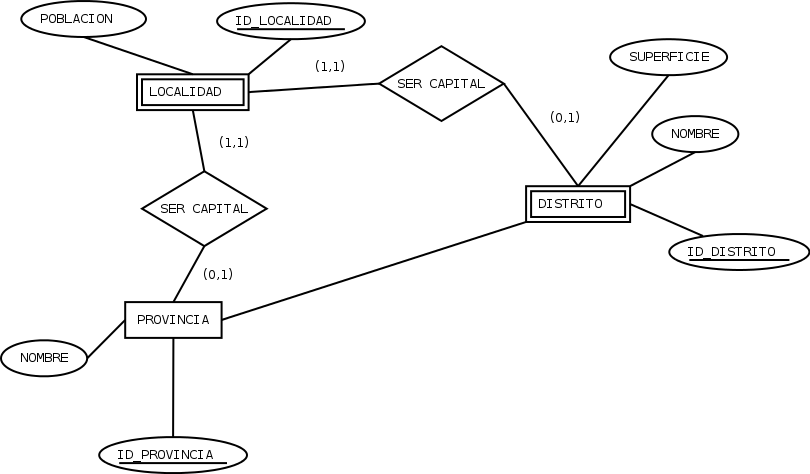 POBLACION
ID_LOCALIDAD
SUPERFICIE
(1,1)
SER CAPITAL
LOCALIDAD
(0,1)
NOMBRE
(1,1)
SER CAPITAL
DISTRITO
ID_DISTRITO
(0,1)
PROVINCIA
NOMBRE
ID_PROVINCIA